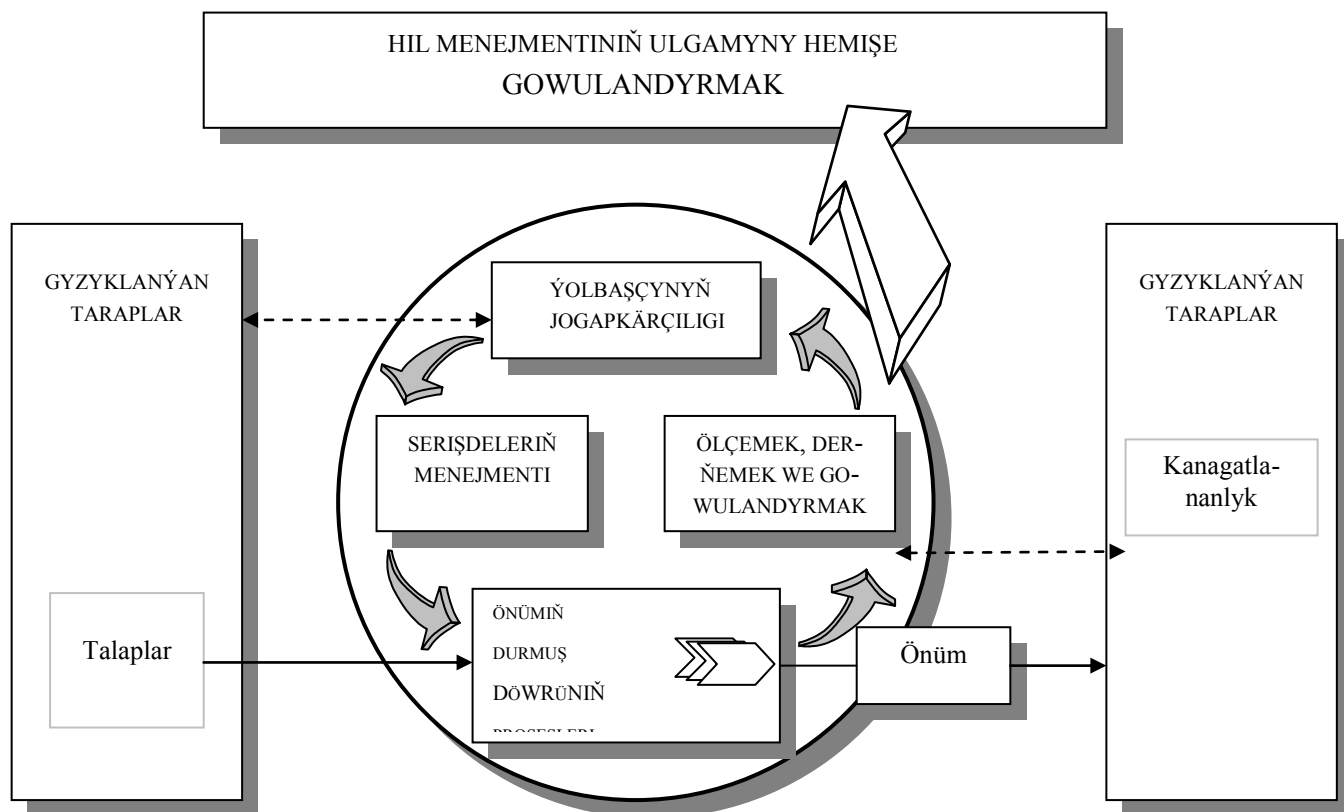 HIL MENEJMENTINIŇ ULGAMYNY HEMIŞE
GOWULANDYRMAK
GYZYKLANÝAN
TARAPLAR
ÝOLBAŞÇYNYŇ
JOGAPKÄRÇILIGI
GYZYKLANÝAN
TARAPLAR
SERIŞDELERIŇ
MENEJMENTI
ÖLÇEMEK, DER-
ŇEMEK WE GO-
WULANDYRMAK
Kanagatla-
nanlyk
Talaplar
ÖNÜMIŇ
DURMUŞ
DÖWRÜNIŇ
PROSESLERI
Önüm